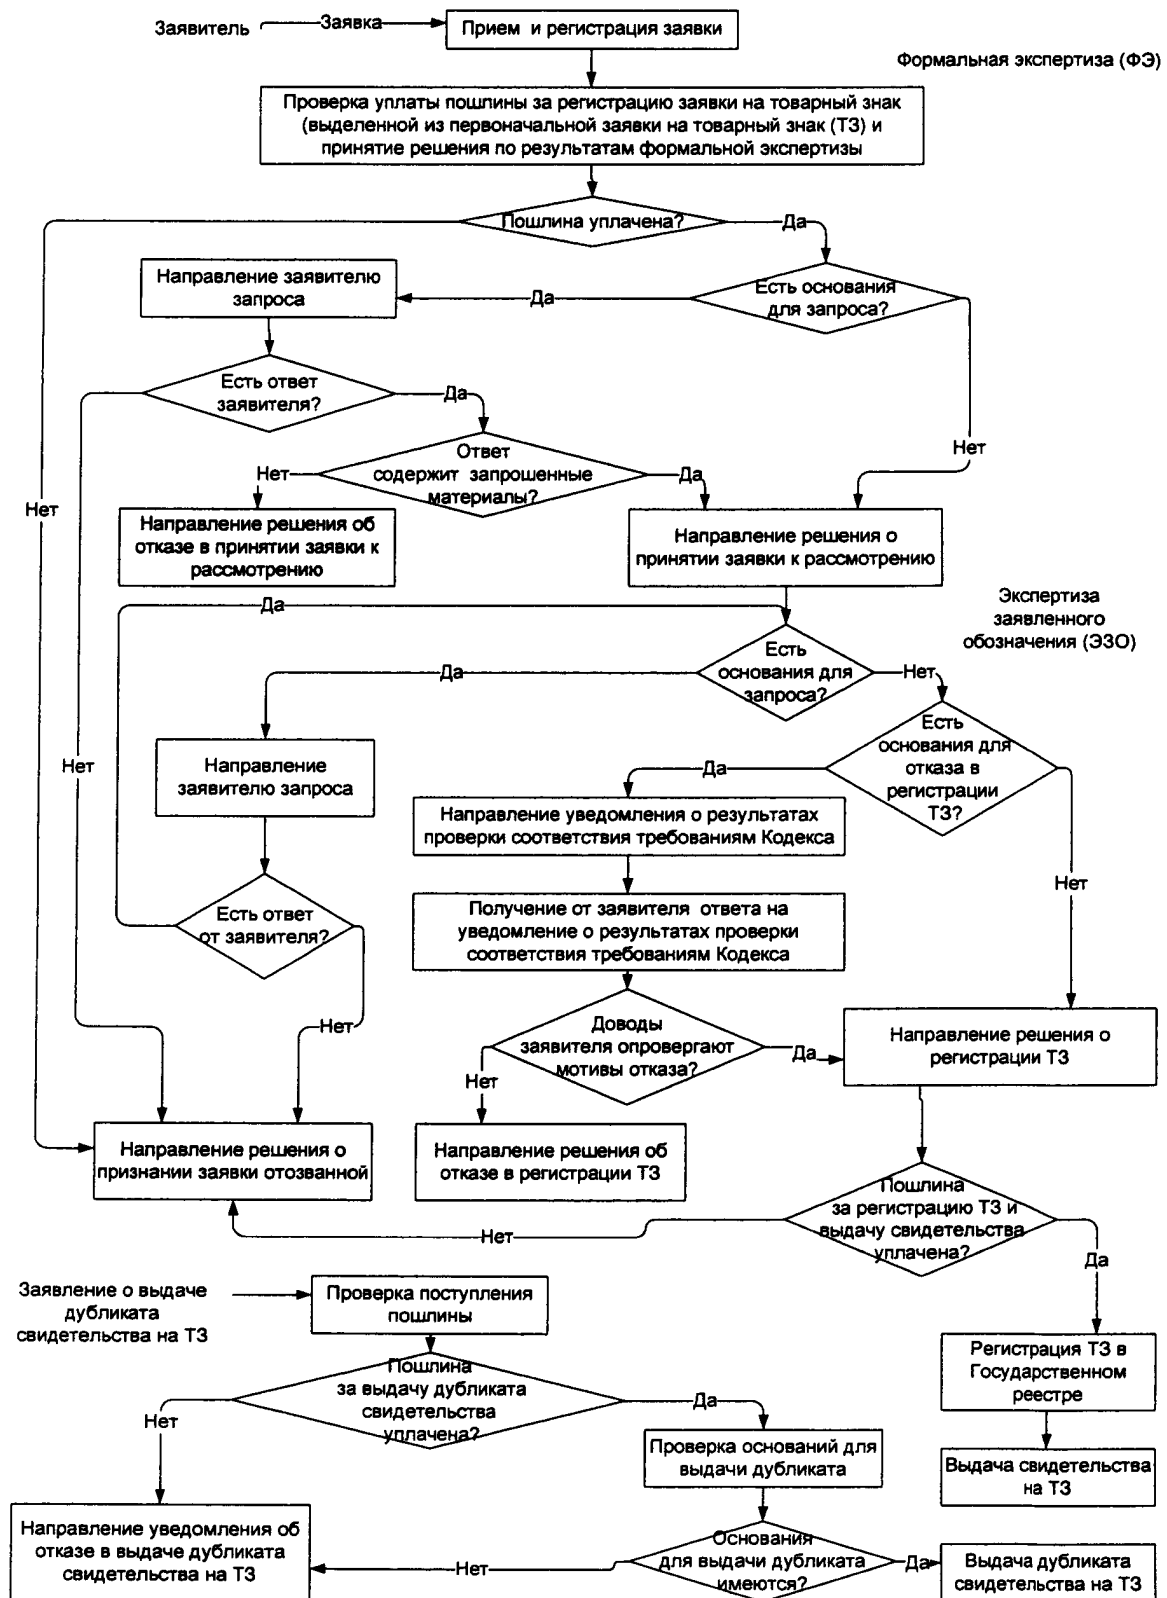 Заявитель
Заявка
Прием и регистрация заявки
Формальная экспертиза (ФЭ)
Проверка уплаты пошлины за регистрацию заявки на товарный знак
(выделенной из первоначальной заявки на товарный знак (ТЗ) и
принятие решения по результатам формальной экспертизы
Пошлина уплачена?
Да
Направление заявителю
запроса
Да
Есть основания
для запроса?
Есть ответ
заявителя?
Да
Ответ
содержит запрошенные
материалы?
Нет
Да
Нет
Нет
Направление решения об
отказе в принятии заявки к
рассмотрению
Направление решения о
принятии заявки к рассмотрению
Да
Экспертиза
заявленного
обозначения (ЭЗО)
Есть
основания для
запроса?
Да
Нет
Есть
основания для
отказа в
регистрации
ТЗ?
Нет
Направление
заявителю запроса
Да
Направление уведомления о результатах
проверки соответствия требованиям Кодекса
Нет
Есть ответ
от заявителя?
Получение от заявителя ответа на
уведомление о результатах проверки
соответствия требованиям Кодекса
Нет
Доводы
заявителя опровергают
мотивы отказа?
Да
Нет
Направление решения о
регистрации ТЗ
Направление решения о
признании заявки отозванной
Направление решения об
отказе в регистрации ТЗ
Пошлина
за регистрацию ТЗ и
выдачу свидетельства
уплачена?
Нет
Да
Заявление о выдаче
дубликата
свидетельства на ТЗ
Проверка поступления
пошлины
Пошлина
за выдачу дубликата
свидетельства
уплачена?
Нет
Да
Регистрация ТЗ в
Государственном
реестре
Проверка оснований для
выдачи дубликата
Выдача свидетельства
на ТЗ
Направление уведомления об
отказе в выдаче дубликата
свидетельства на ТЗ
Нет
Основания
для выдачи дубликата
имеются?
Да
Выдача дубликата
свидетельства на ТЗ